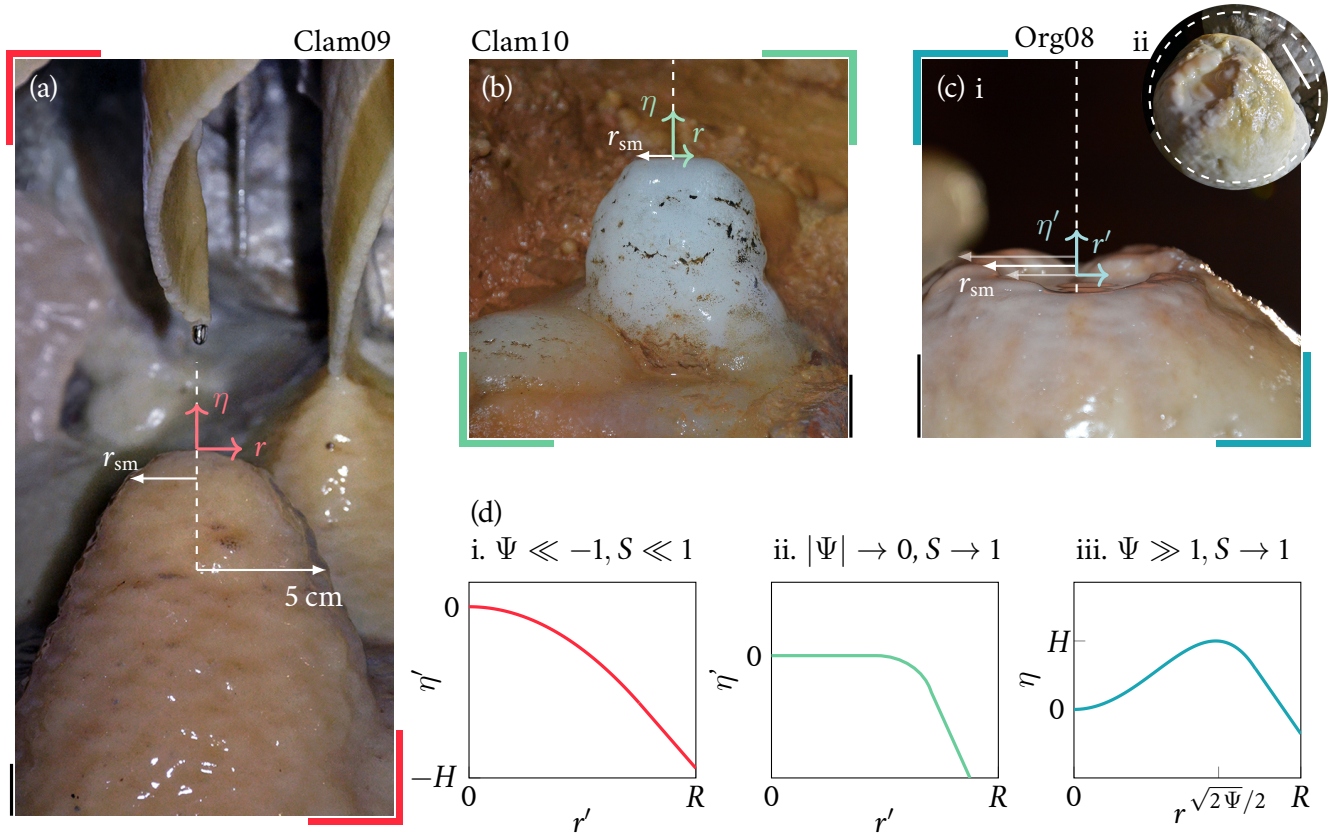 Clam09
(a)
η
r
r_sm
5 cm
Clam10
(b)
η
r
r_sm
Org08
(c) i
ii
η′
r′
r_sm
(d)
i. Ψ ≪ −1, S ≪ 1
0
η′
−H
0
R
r′
ii. |Ψ| → 0, S → 1
0
η'
0
R
r′
iii. Ψ ≫ 1, S → 1
H
η
0
0
r^√2Ψ/2
R